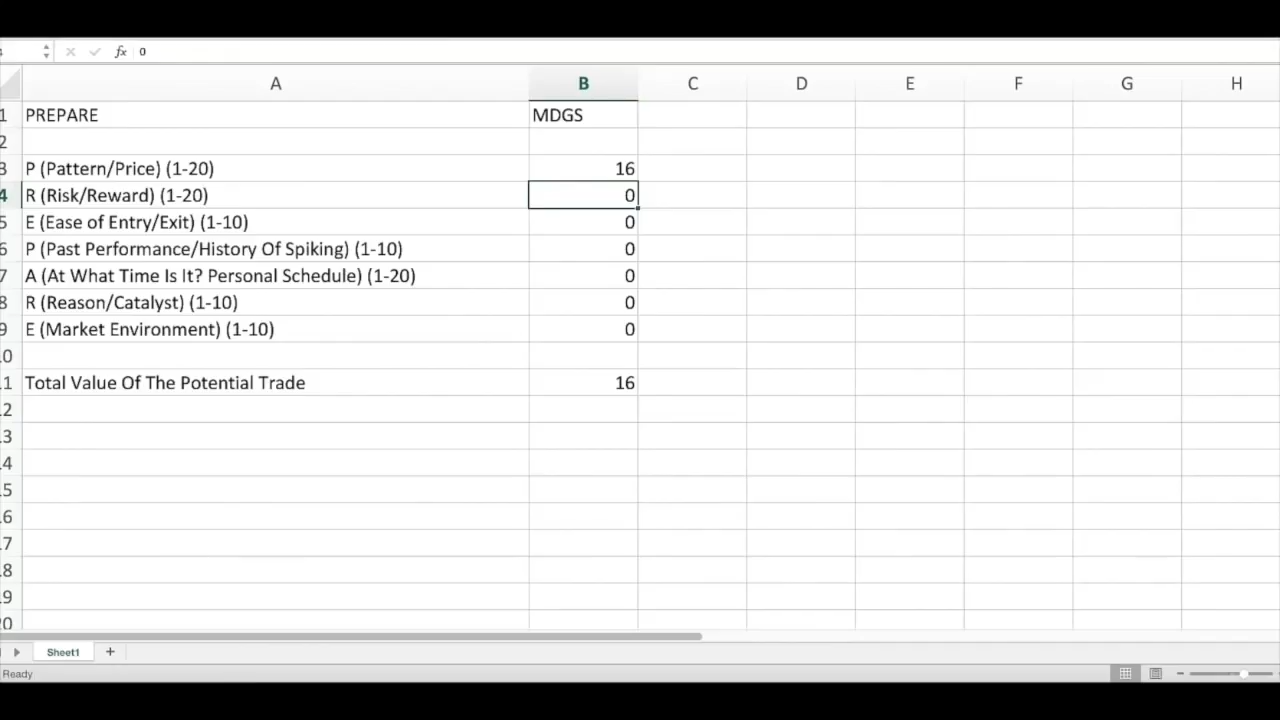 fx 0
A B C D E F G H
1 PREPARE MDGS
2
3 P (Pattern/Price) (1-20) 16
4 R (Risk/Reward) (1-20) 0
5 E (Ease of Entry/Exit) (1-10) 0
6 P (Past Performance/History Of Spiking) (1-10) 0
7 A (At What Time Is It? Personal Schedule) (1-20) 0
8 R (Reason/Catalyst) (1-10) 0
9 E (Market Environment) (1-10) 0
10
11 Total Value Of The Potential Trade 16
12
13
14
15
16
17
18
19
20
Sheet1 +
Ready